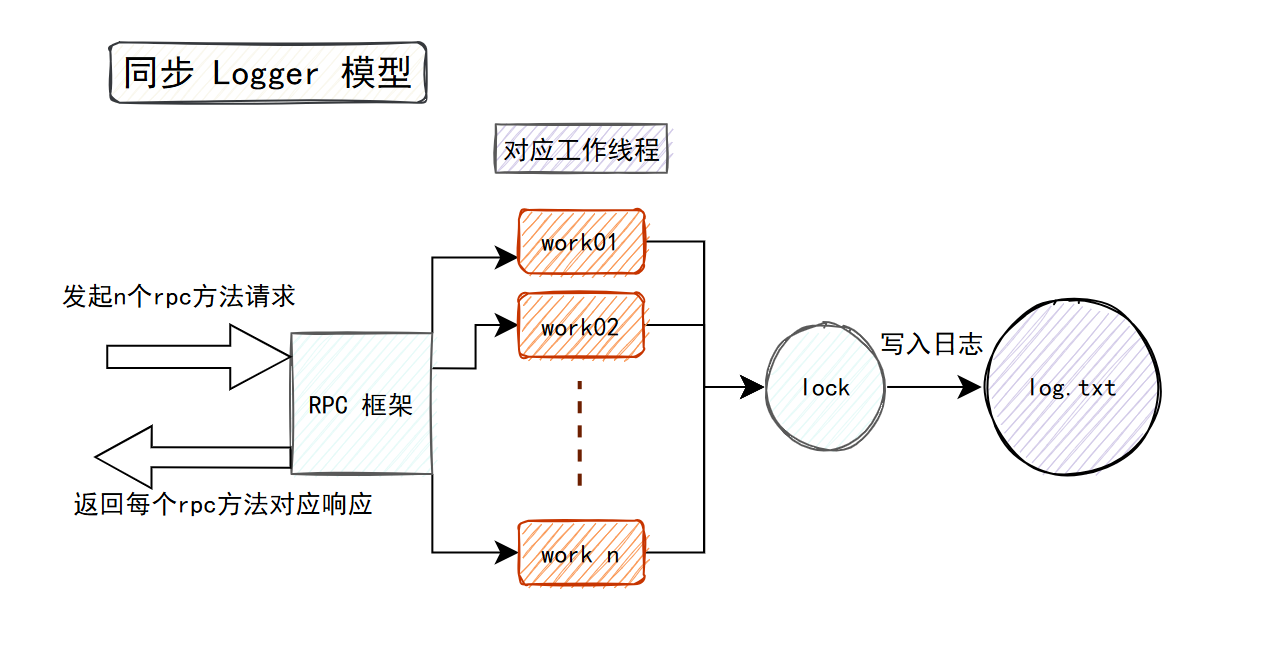 同步 Logger 模型
对应工作线程
work01
发起n个rpc方法请求
work02
写入日志
RPC 框架
lock
log.txt
返回每个rpc方法对应响应
work n